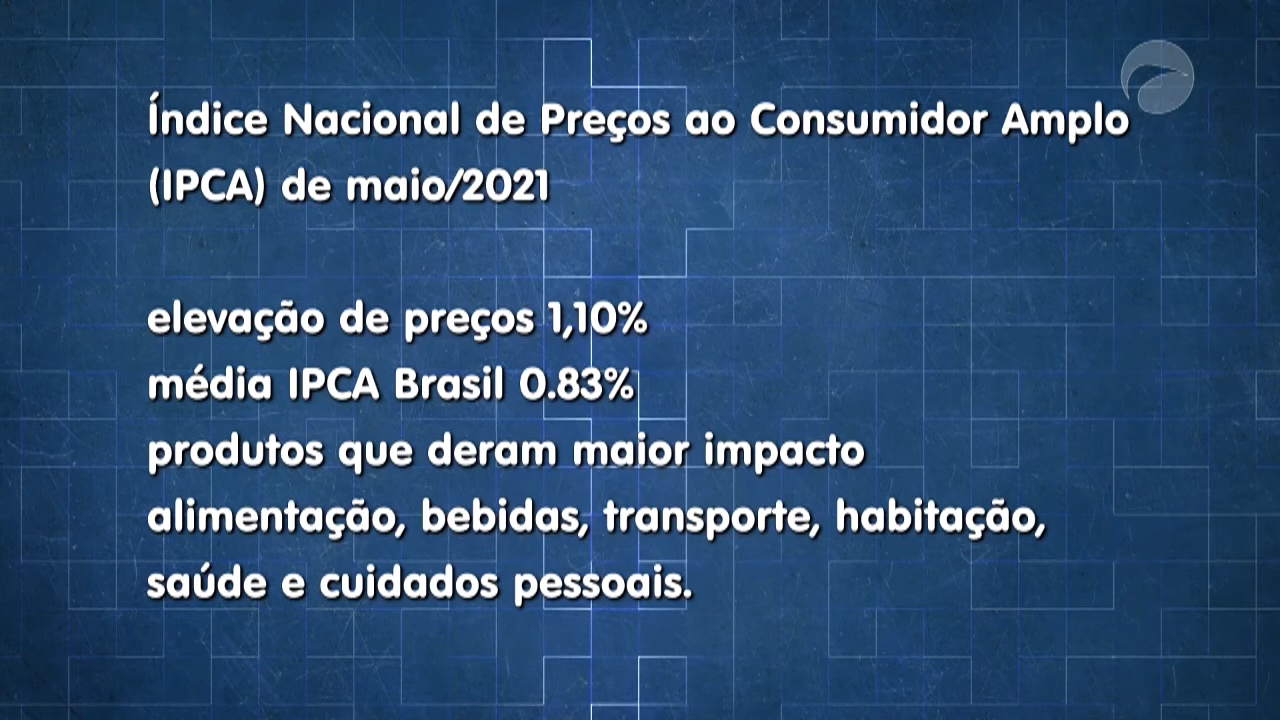 Índice Nacional de Preços ao Consumidor Amplo
(IPCA) de maio/2021
elevação de preços 1,10%
média IPCA Brasil 0.83%
produtos que deram maior impacto
alimentação, bebidas, transporte, habitação,
saúde e cuidados pessoais.